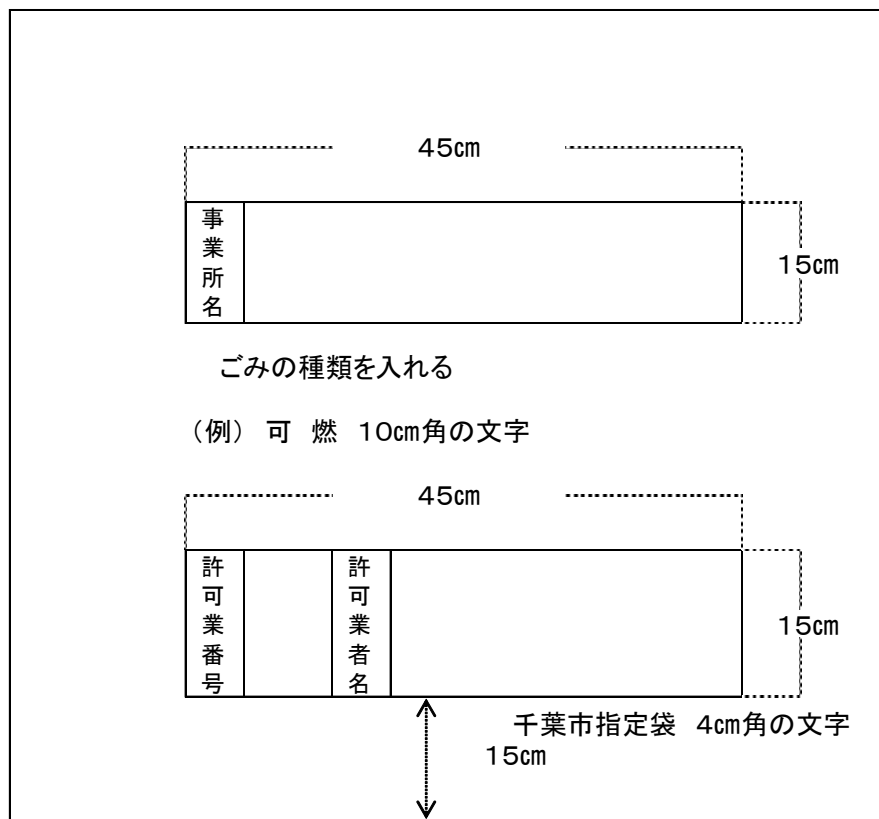 45㎝
事業所名
15㎝
ごみの種類を入れる
（例） 可 燃 10㎝角の文字
45㎝
許可業番号
許可業者名
15㎝
千葉市指定袋 4㎝角の文字
15㎝